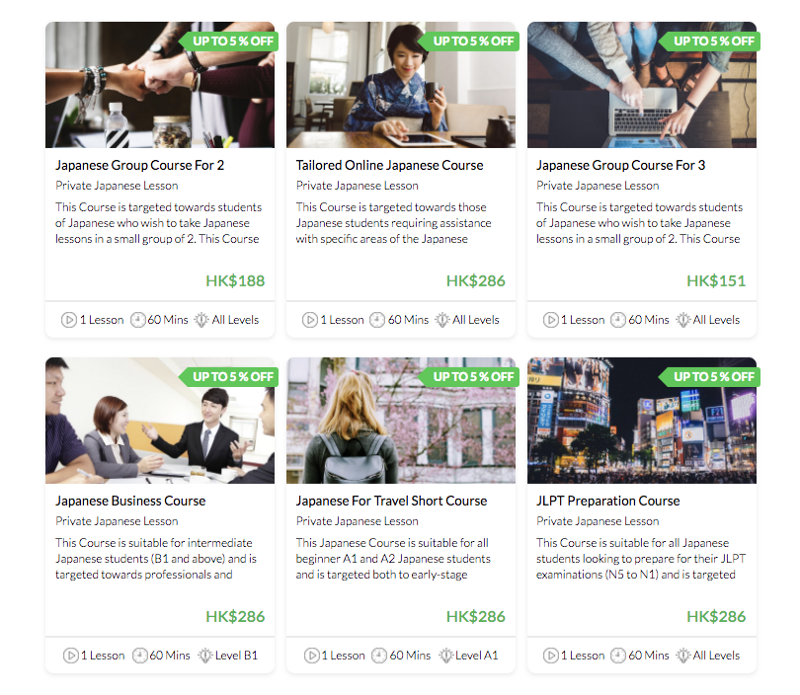 UP TO 5 % OFF
Japanese Group Course For 2
Private Japanese Lesson
This Course is targeted towards students
of Japanese who wish to take Japanese
lessons in a small group of 2. This Course
HK$188
1 Lesson 60 Mins All Levels
UP TO 5 % OFF
Tailored Online Japanese Course
Private Japanese Lesson
This Course is targeted towards those
Japanese students requiring assistance
with specific areas of the Japanese
HK$286
1 Lesson 60 Mins All Levels
UP TO 5 % OFF
Japanese Group Course For 3
Private Japanese Lesson
This Course is targeted towards students
of Japanese who wish to take Japanese
lessons in a small group of 2. This Course
HK$151
1 Lesson 60 Mins All Levels
UP TO 5 % OFF
Japanese Business Course
Private Japanese Lesson
This Course is suitable for intermediate
Japanese students (B1 and above) and is
targeted towards professionals and
HK$286
1 Lesson 60 Mins Level B1
UP TO 5 % OFF
Japanese For Travel Short Course
Private Japanese Lesson
This Japanese Course is suitable for all
beginner A1 and A2 Japanese students
and is targeted both to early-stage
HK$286
1 Lesson 60 Mins Level A1
UP TO 5 % OFF
JLPT Preparation Course
Private Japanese Lesson
This Course is suitable for all Japanese
students looking to prepare for their JLPT
examinations (N5 to N1) and is targeted
HK$286
1 Lesson 60 Mins All Levels